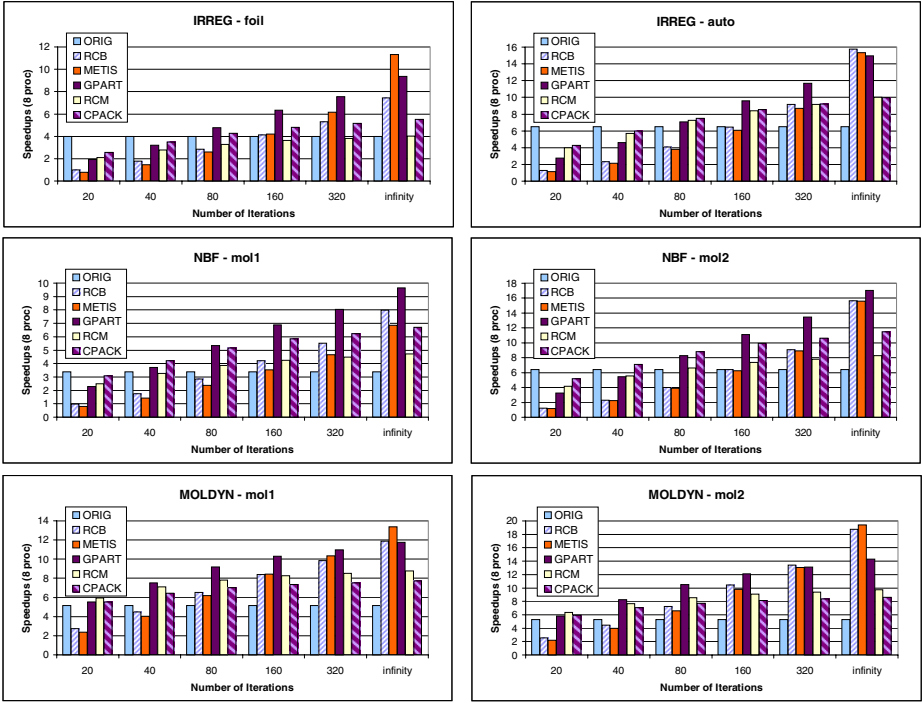 IRREG - foil
Speedups (8 proc)
12
10
8
6
4
2
0
ORIG
RCB
METIS
GPART
RCM
CPACK
20 40 80 160 320 infinity
Number of Iterations
IRREG - auto
Speedups (8 proc)
16
14
12
10
8
6
4
2
0
ORIG
RCB
METIS
GPART
RCM
CPACK
20 40 80 160 320 infinity
Number of Iterations
NBF - mol1
Speedups (8 proc)
10
9
8
7
6
5
4
3
2
1
0
ORIG
RCB
METIS
GPART
RCM
CPACK
20 40 80 160 320 infinity
Number of Iterations
NBF - mol2
Speedups (8 proc)
18
16
14
12
10
8
6
4
2
0
ORIG
RCB
METIS
GPART
RCM
CPACK
20 40 80 160 320 infinity
Number of Iterations
MOLDYN - mol1
Speedups (8 proc)
14
12
10
8
6
4
2
0
ORIG
RCB
METIS
GPART
RCM
CPACK
20 40 80 160 320 infinity
Number of Iterations
MOLDYN - mol2
Speedups (8 proc)
20
18
16
14
12
10
8
6
4
2
0
ORIG
RCB
METIS
GPART
RCM
CPACK
20 40 80 160 320 infinity
Number of Iterations